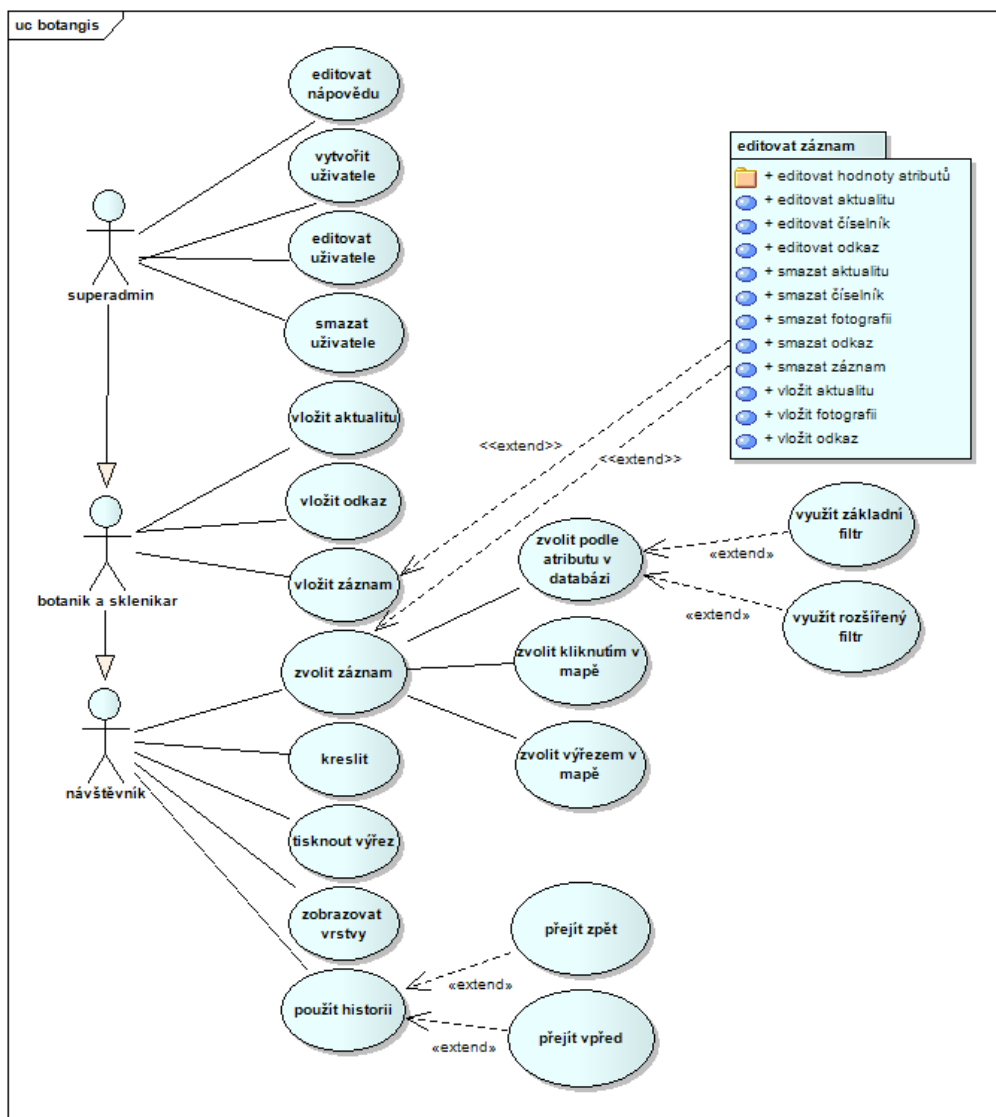 uc botangis
editovat
nápovědu
vytvořit
uživatele
editovat
uživatele
smazat
uživatele
superadmin
editovat záznam
+ editovat hodnoty atributů
+ editovat aktualitu
+ editovat číselník
+ editovat odkaz
+ smazat aktualitu
+ smazat číselník
+ smazat fotografii
+ smazat odkaz
+ smazat záznam
+ vložit aktualitu
+ vložit fotografii
+ vložit odkaz
vložit aktualitu
<<extend>>
<<extend>>
vložit odkaz
vložit záznam
botanik a sklenikar
zvolit podle
atributu v
databázi
využít základní
filtr
«extend»
«extend»
využít rozšířený
filtr
zvolit záznam
zvolit kliknutím v
mapě
zvolit výřezem v
mapě
návštěvník
kreslit
tisknout výřez
zobrazovat
vrstvy
použít historii
přejít zpět
«extend»
přejít vpřed
«extend»